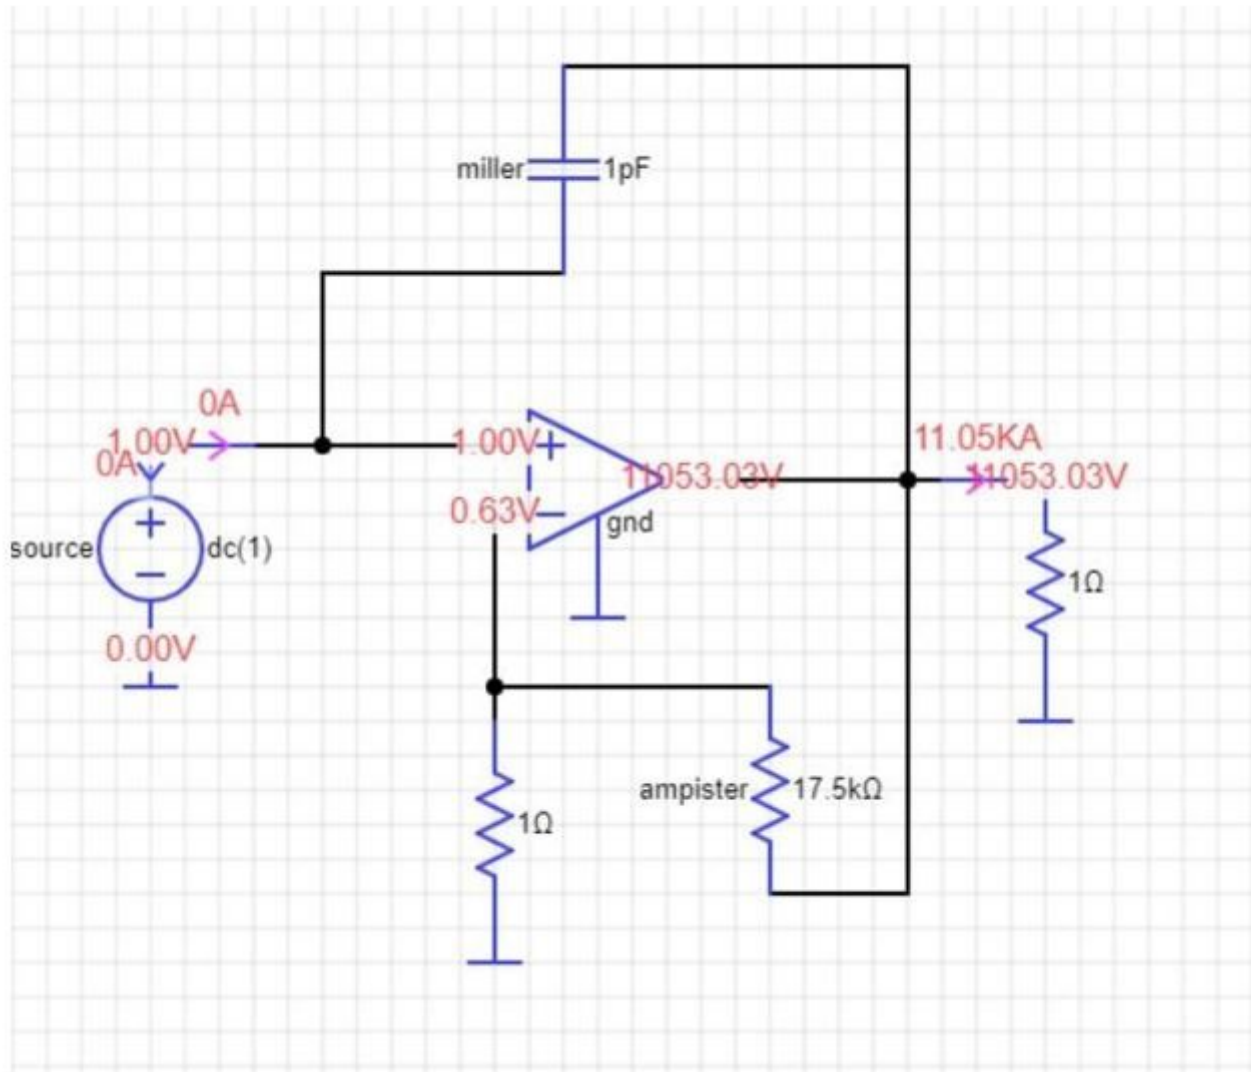 miller 1pF
0A
1.00V
1.00V
11.05KA
0A
11053.03V
11053.03V
0.63V
gnd
source dc(1)
1Ω
0.00V
ampister 17.5kΩ
1Ω